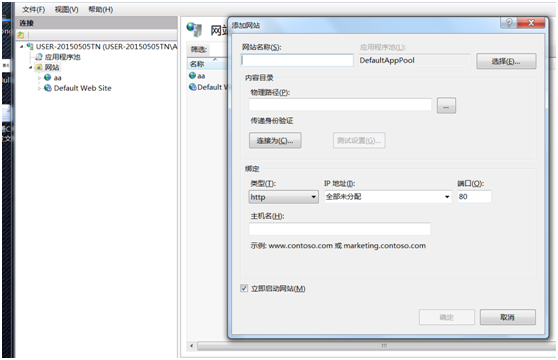 文件(F) 视图(V) 帮助(H)
连接
USER-20150505TN (USER-20150505TN\A
应用程序池
网站
aa
Default Web Site
网站
筛选:
名称
aa
Default W
添加网站
网站名称(S):
应用程序池(L):
DefaultAppPool
选择(E)...
内容目录
物理路径(P):
...
传递身份验证
连接为(C)...
测试设置(G)...
绑定
类型(T):
IP 地址(I):
端口(O):
http
全部未分配
80
主机名(H):
示例: www.contoso.com 或 marketing.contoso.com
立即启动网站(M)
确定
取消